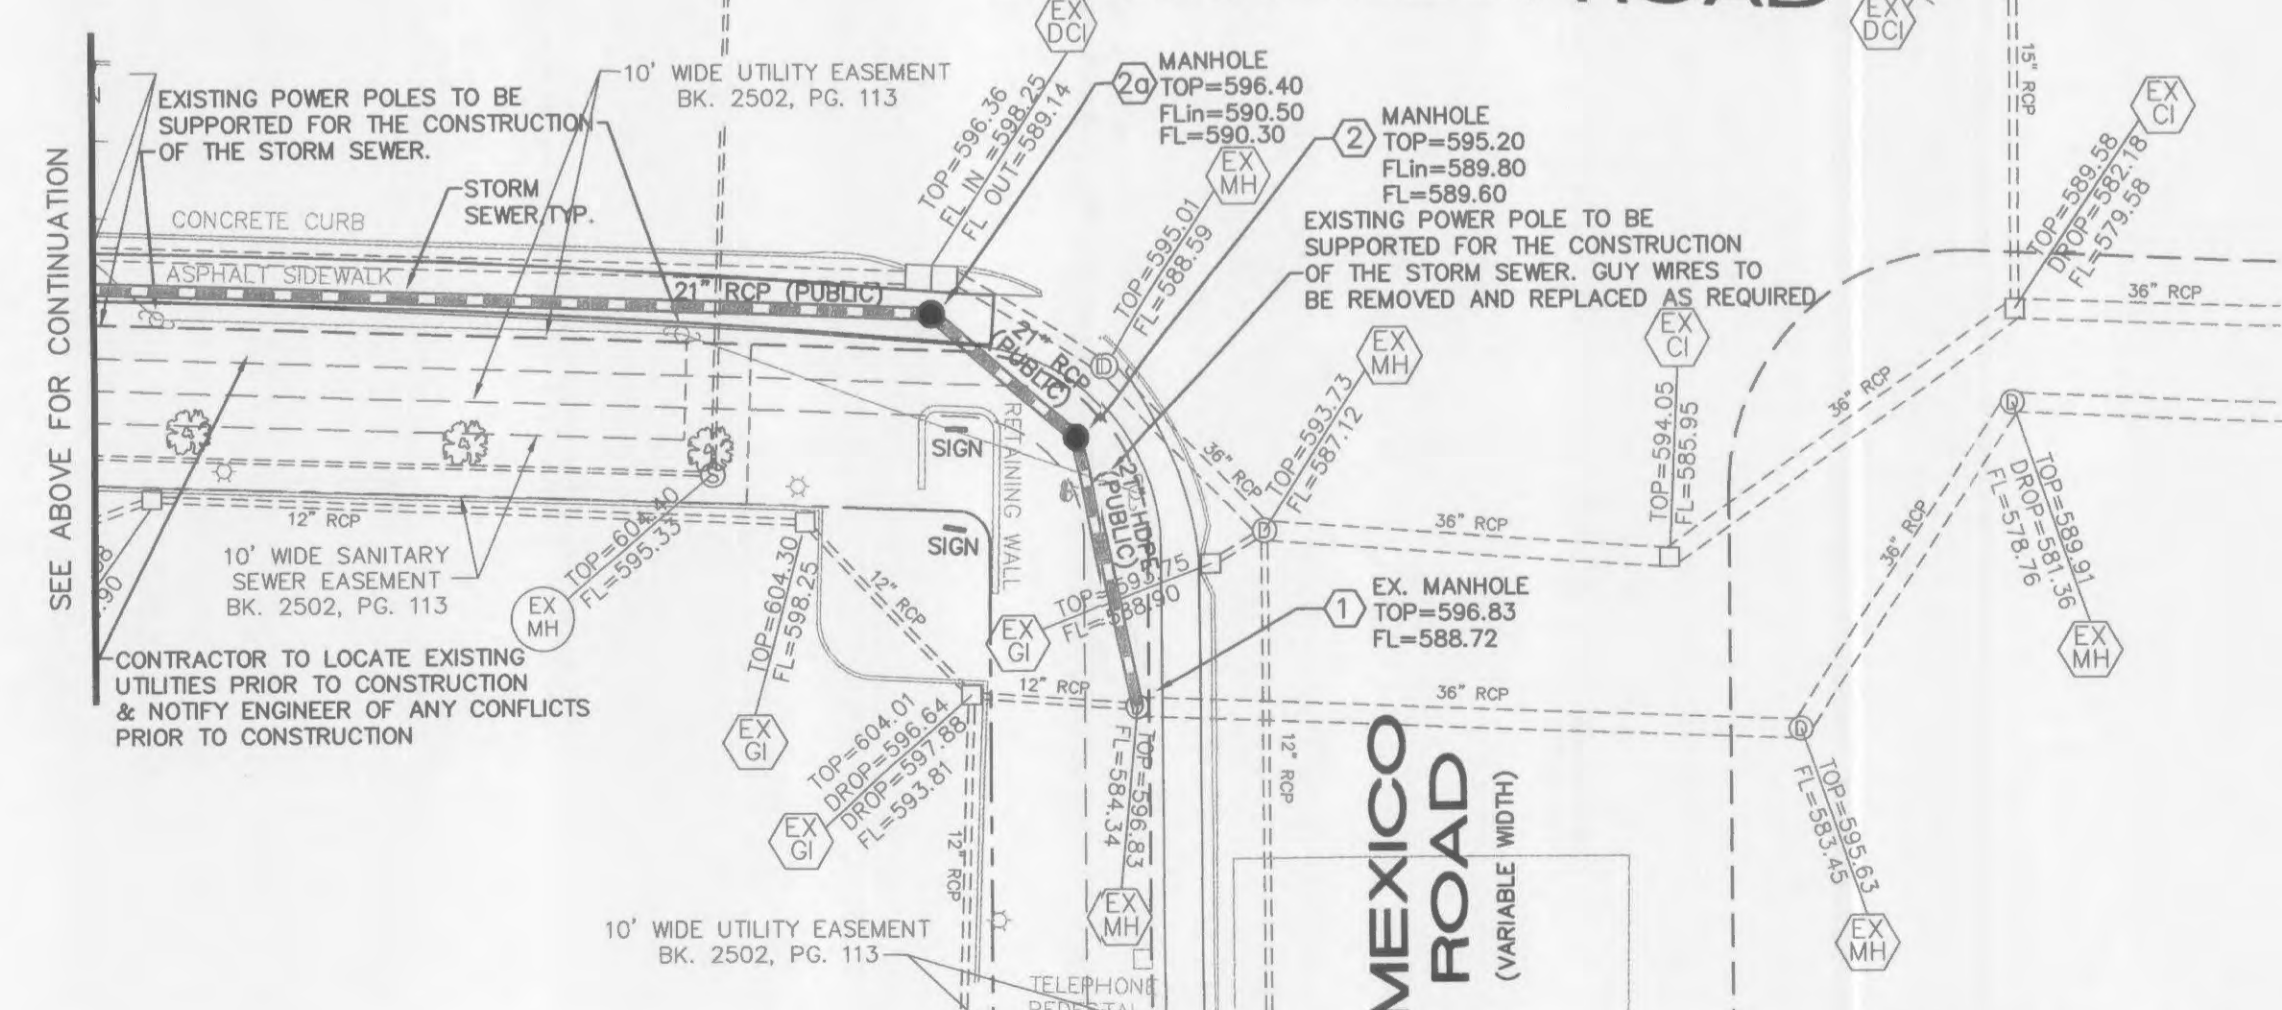 ROAD
EX
DCI
TOP=596.36
FL IN =598.25
FL OUT=589.14
EX
DCI
15" RCP
SEE ABOVE FOR CONTINUATION
EXISTING POWER POLES TO BE
SUPPORTED FOR THE CONSTRUCTION
OF THE STORM SEWER.
10' WIDE UTILITY EASEMENT
BK. 2502, PG. 113
2a
MANHOLE
TOP=596.40
FLin=590.50
FL=590.30
2
MANHOLE
TOP=595.20
FLin=589.80
FL=589.60
EX
MH
TOP=595.01
FL=588.59
EXISTING POWER POLE TO BE
SUPPORTED FOR THE CONSTRUCTION
OF THE STORM SEWER. GUY WIRES TO
BE REMOVED AND REPLACED AS REQUIRED
EX
CI
TOP=589.58
DROP=582.18
FL=579.58
36" RCP
STORM
SEWER,TYP.
CONCRETE CURB
ASPHALT SIDEWALK
21" RCP (PUBLIC)
21" RCP
(PUBLIC)
EX
MH
TOP=593.73
FL=587.12
EX
CI
TOP=594.05
FL=585.95
36" RCP
36" RCP
36" RCP
36" RCP
SIGN
SIGN
RETAINING WALL
21" HDPE
(PUBLIC)
12" RCP
10' WIDE SANITARY
SEWER EASEMENT
BK. 2502, PG. 113
EX
MH
TOP=604.40
FL=595.33
TOP=604.30
FL=598.25
EX
GI
12" RCP
TOP=593.75
FL=588.90
EX
GI
1
EX. MANHOLE
TOP=596.83
FL=588.72
TOP=589.91
DROP=581.36
FL=578.76
EX
MH
CONTRACTOR TO LOCATE EXISTING
UTILITIES PRIOR TO CONSTRUCTION
& NOTIFY ENGINEER OF ANY CONFLICTS
PRIOR TO CONSTRUCTION
12" RCP
36" RCP
TOP=604.01
DROP=596.64
DROP=597.88
FL=593.81
EX
GI
12" RCP
TOP=596.83
FL=584.34
EX
MH
12" RCP
MEXICO
ROAD
(VARIABLE WIDTH)
TOP=595.63
FL=583.45
EX
MH
10' WIDE UTILITY EASEMENT
BK. 2502, PG. 113
TELEPHONE
PEDESTAL